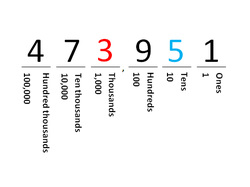 4 7 3, 9 5 1
Hundred thousands
100,000
Ten thousands
10,000
Thousands
1,000
Hundreds
100
Tens
10
Ones
1